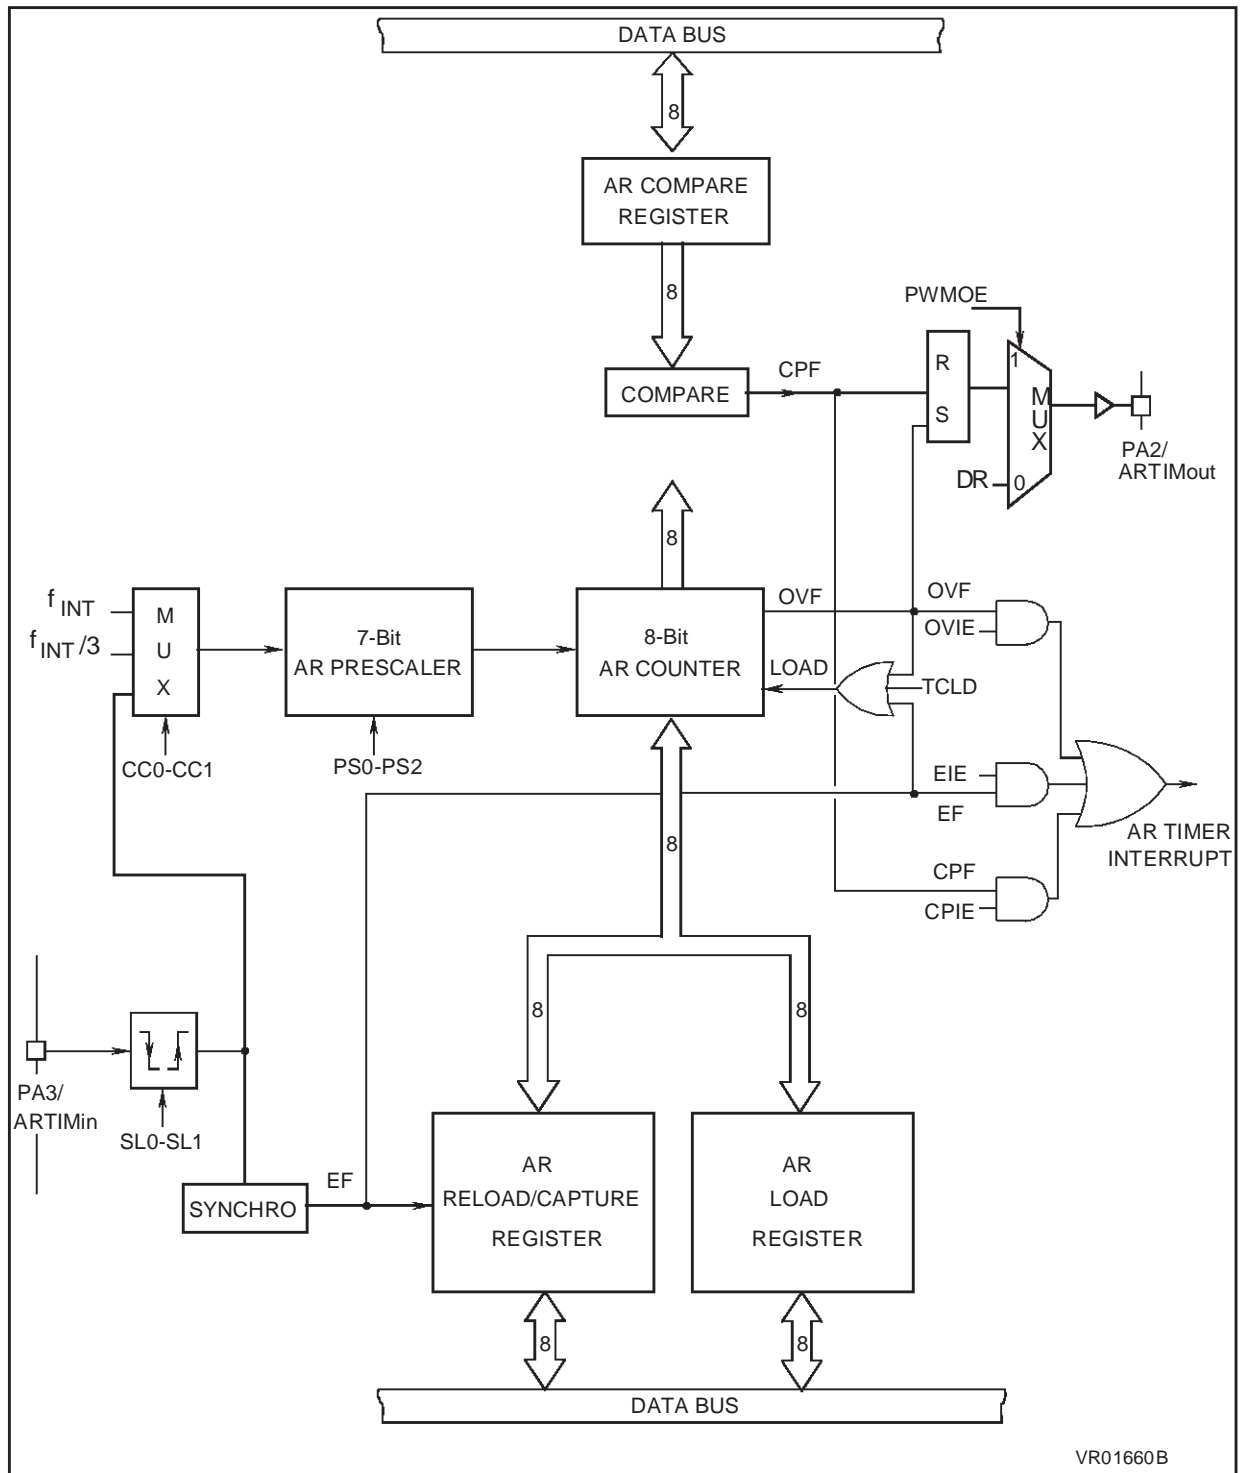 DATA BUS
8
AR COMPARE
REGISTER
8
PWMOE
COMPARE
CPF
R
S
1
MUX
0
DR
PA2/
ARTIMout
8
f INT
f INT /3
M
U
X
CC0-CC1
7-Bit
AR PRESCALER
PS0-PS2
8-Bit
AR COUNTER
OVF
OVF
OVIE
LOAD
TCLD
EIE
EF
AR TIMER
INTERRUPT
CPF
CPIE
8
8
8
PA3/
ARTIMin
SL0-SL1
SYNCHRO
EF
AR
RELOAD/CAPTURE
REGISTER
AR
LOAD
REGISTER
8
8
DATA BUS
VR01660B